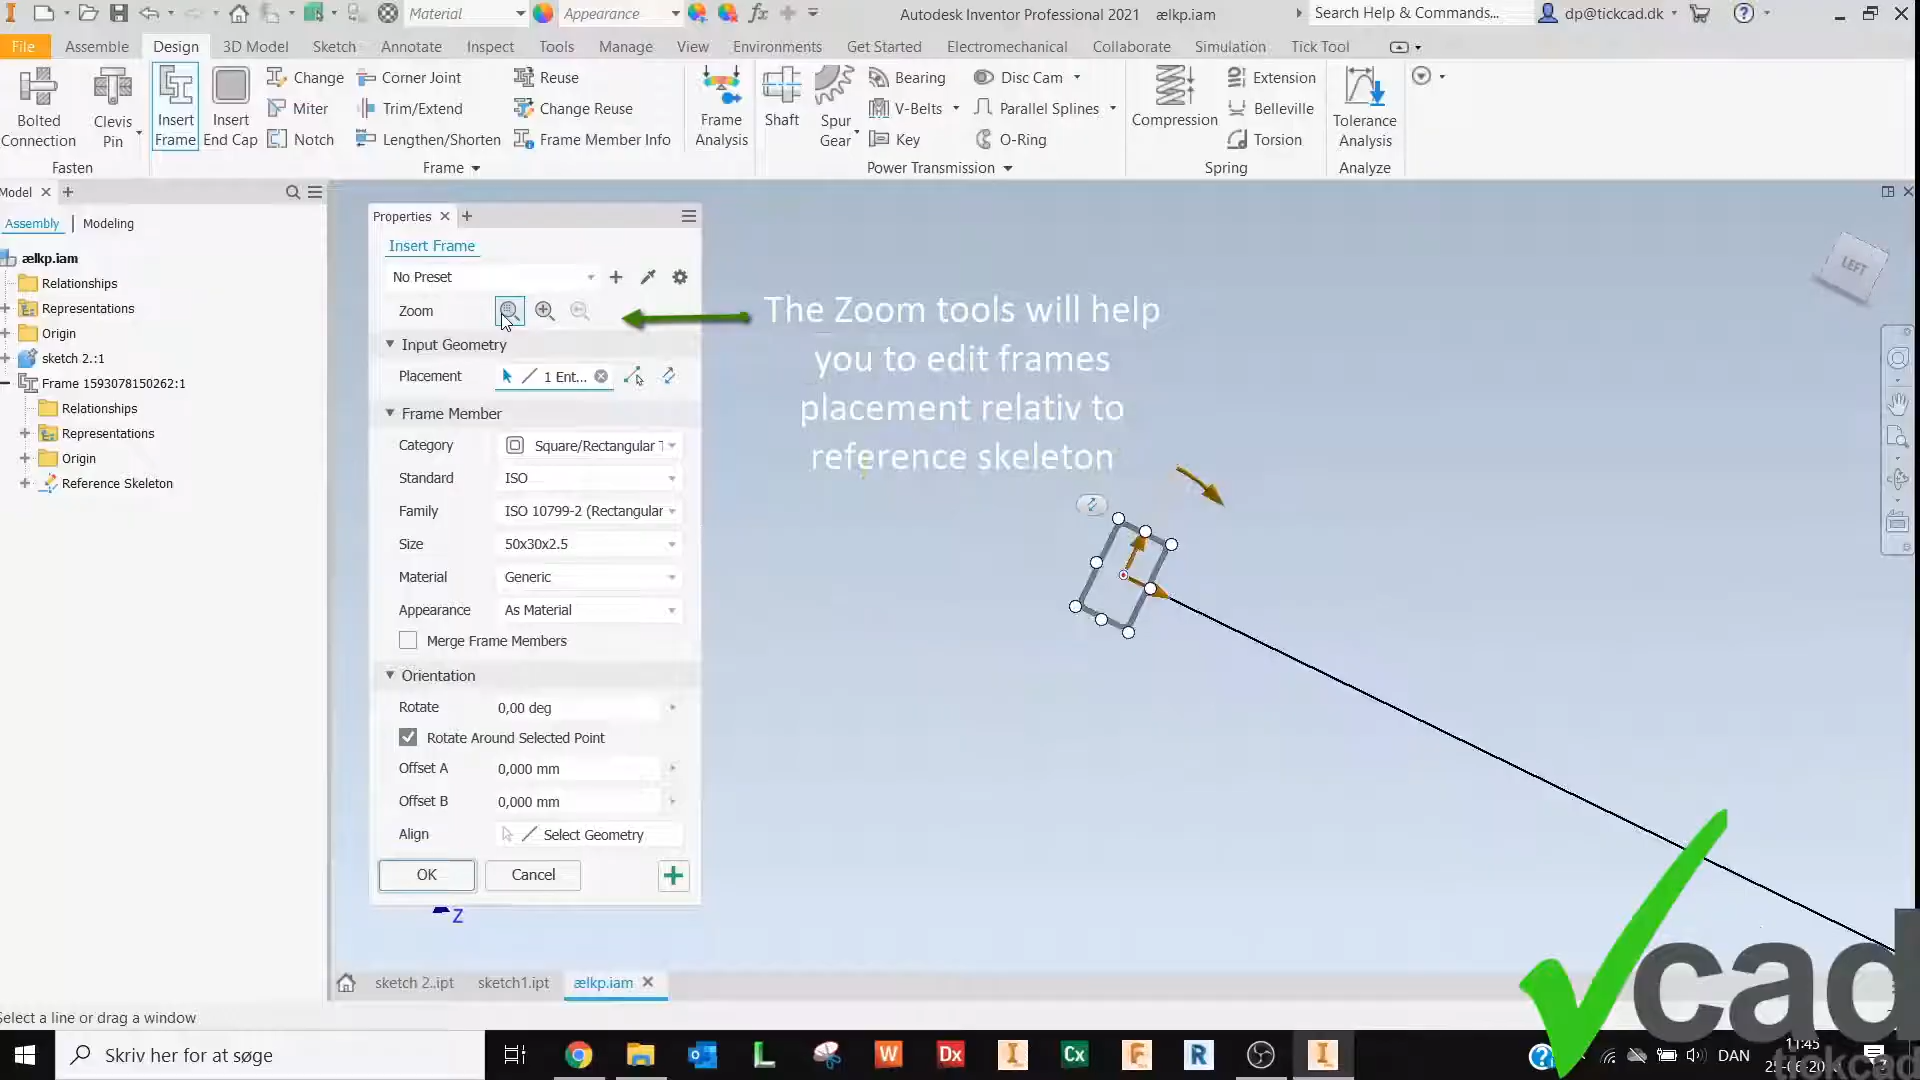 Material
Appearance
Autodesk Inventor Professional 2021 ælkp.iam
Search Help & Commands...
dp@tickcad.dk
File Assemble Design 3D Model Sketch Annotate Inspect Tools Manage View Environments Get Started Electromechanical Collaborate Simulation Tick Tool
Bolted Connection
Clevis Pin
Fasten
Insert Frame
Insert End Cap
Change
Miter
Notch
Corner Joint
Trim/Extend
Lengthen/Shorten
Reuse
Change Reuse
Frame Member Info
Frame
Frame Analysis
Shaft
Spur Gear
Bearing
V-Belts
Key
Disc Cam
Parallel Splines
O-Ring
Power Transmission
Compression
Extension
Belleville
Torsion
Spring
Tolerance Analysis
Analyze
Model
Assembly | Modeling
ælkp.iam
Relationships
Representations
Origin
sketch 2.:1
Frame 1593078150262:1
Relationships
Representations
Origin
Reference Skeleton
Properties
Insert Frame
No Preset
Zoom
Input Geometry
Placement 1 Ent...
Frame Member
Category Square/Rectangular T
Standard ISO
Family ISO 10799-2 (Rectangular
Size 50x30x2.5
Material Generic
Appearance As Material
Merge Frame Members
Orientation
Rotate 0,00 deg
Rotate Around Selected Point
Offset A 0,000 mm
Offset B 0,000 mm
Align Select Geometry
OK Cancel
The Zoom tools will help
you to edit frames
placement relativ to
reference skeleton
LEFT
Z
sketch 2..ipt sketch1.ipt ælkp.iam
Select a line or drag a window
cad
tickcad
Skriv her for at søge
DAN
11:45